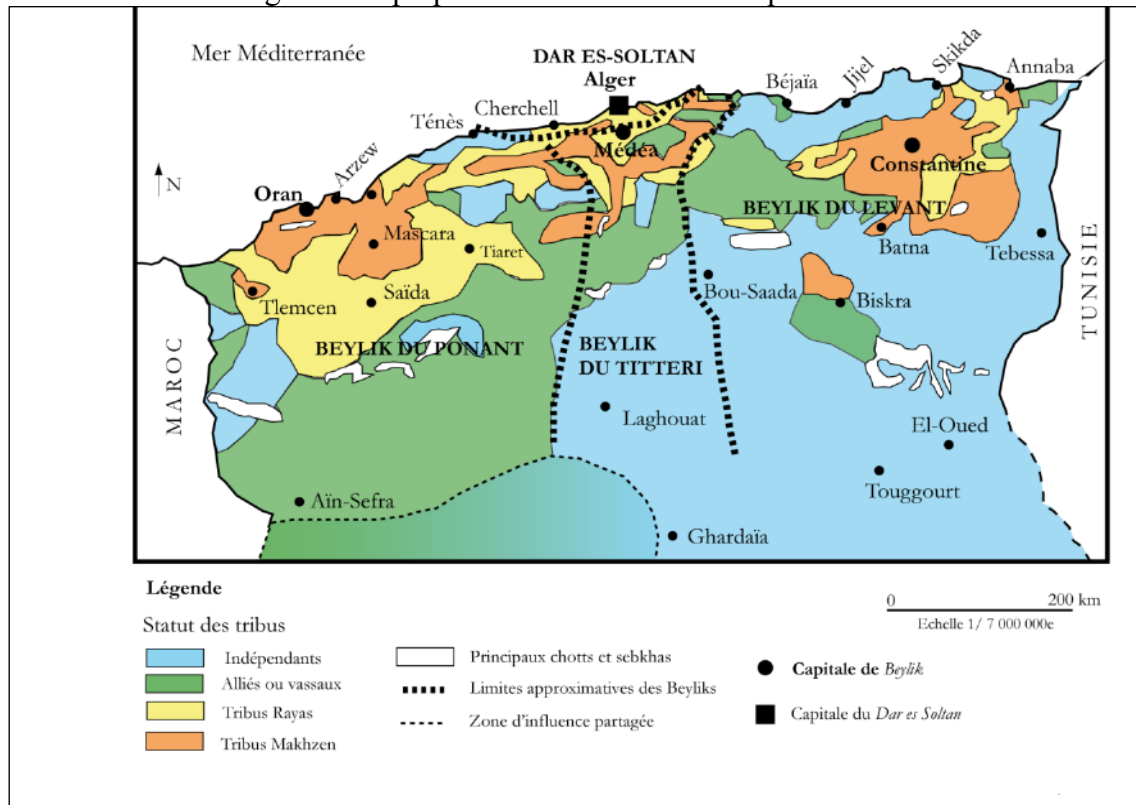 Mer Méditerranée
DAR ES-SOLTAN
Alger
Cherchell
Ténès
Arzew
Oran
Médéa
Béjaïa
Jijel
Skikda
Annaba
Constantine
BEYLIK DU LEVANT
Batna
Tebessa
Mascara
Tiaret
Tlemcen
Saïda
BEYLIK DU PONANT
BEYLIK
DU TITTERI
Bou-Saada
Biskra
Laghouat
El-Oued
Touggourt
Aïn-Sefra
Ghardaïa
MAROC
TUNISIE
N
Légende
Statut des tribus
Indépendants
Alliés ou vassaux
Tribus Rayas
Tribus Makhzen
Principaux chotts et sebkhas
Limites approximatives des Beyliks
Zone d'influence partagée
Capitale de Beylik
Capitale du Dar es Soltan
0 200 km
Echelle 1/ 7 000 000e